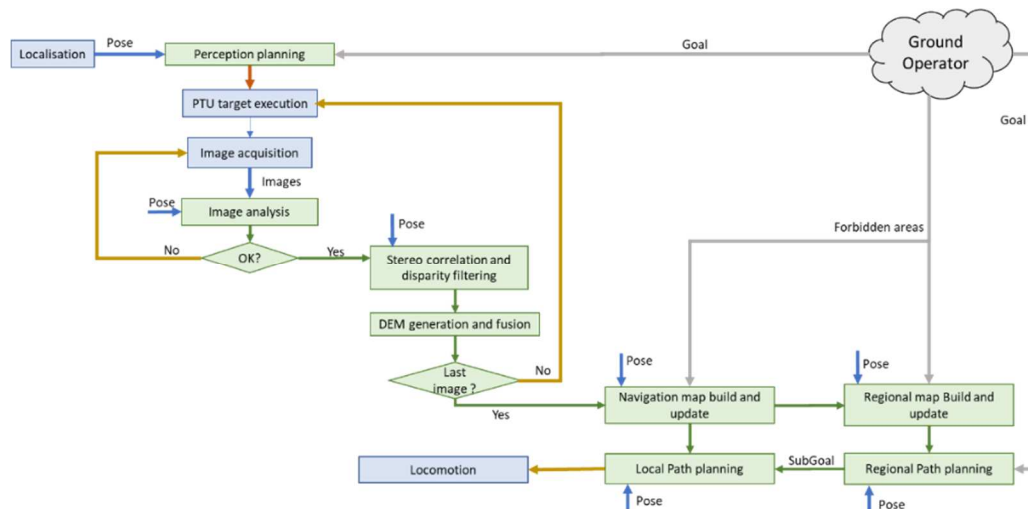 Localisation
Pose
Perception planning
Goal
Ground
Operator
PTU target execution
Goal
Image acquisition
Images
Pose
Image analysis
Pose
Forbidden areas
No
OK?
Yes
Stereo correlation and
disparity filtering
DEM generation and fusion
Last
image ?
No
Yes
Pose
Navigation map build and
update
Pose
Regional map Build and
update
Locomotion
Local Path planning
SubGoal
Regional Path planning
Pose
Pose